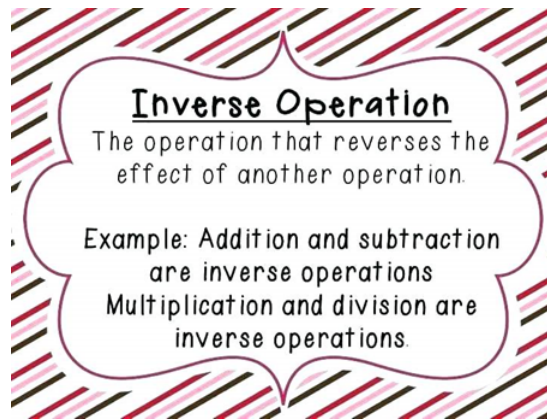 Inverse Operation
The operation that reverses the
effect of another operation.
Example: Addition and subtraction
are inverse operations
Multiplication and division are
inverse operations.